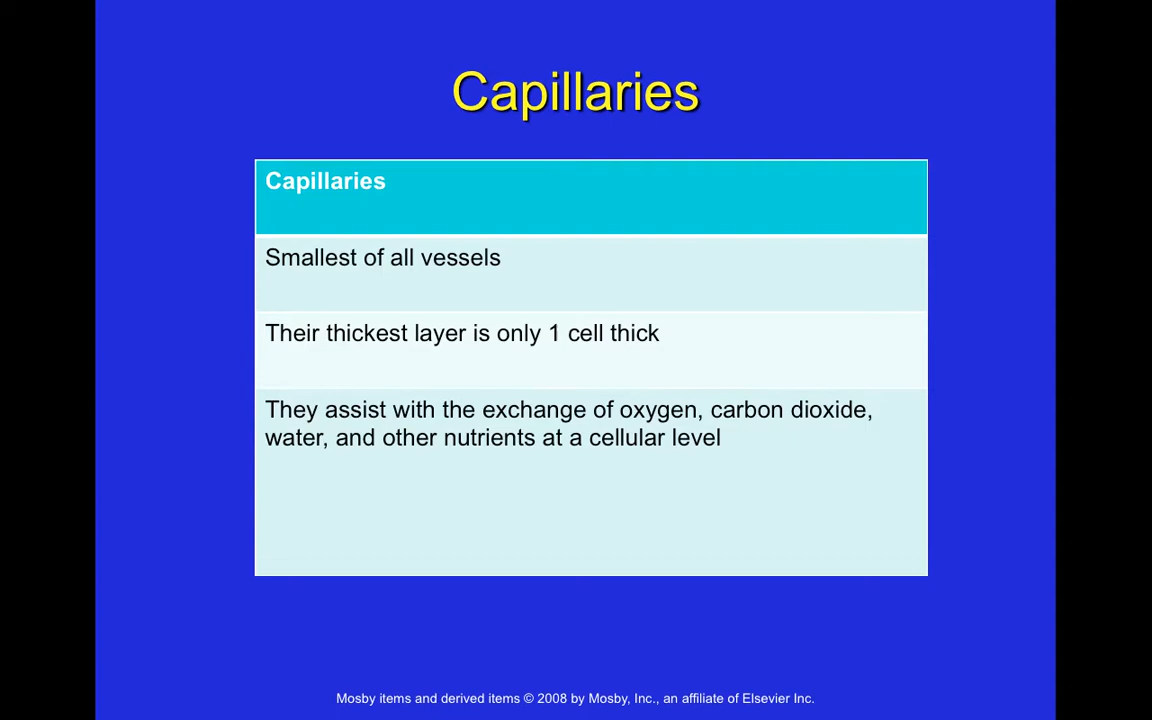 Capillaries
Capillaries
Smallest of all vessels
Their thickest layer is only 1 cell thick
They assist with the exchange of oxygen, carbon dioxide,
water, and other nutrients at a cellular level
Mosby items and derived items © 2008 by Mosby, Inc., an affiliate of Elsevier Inc.